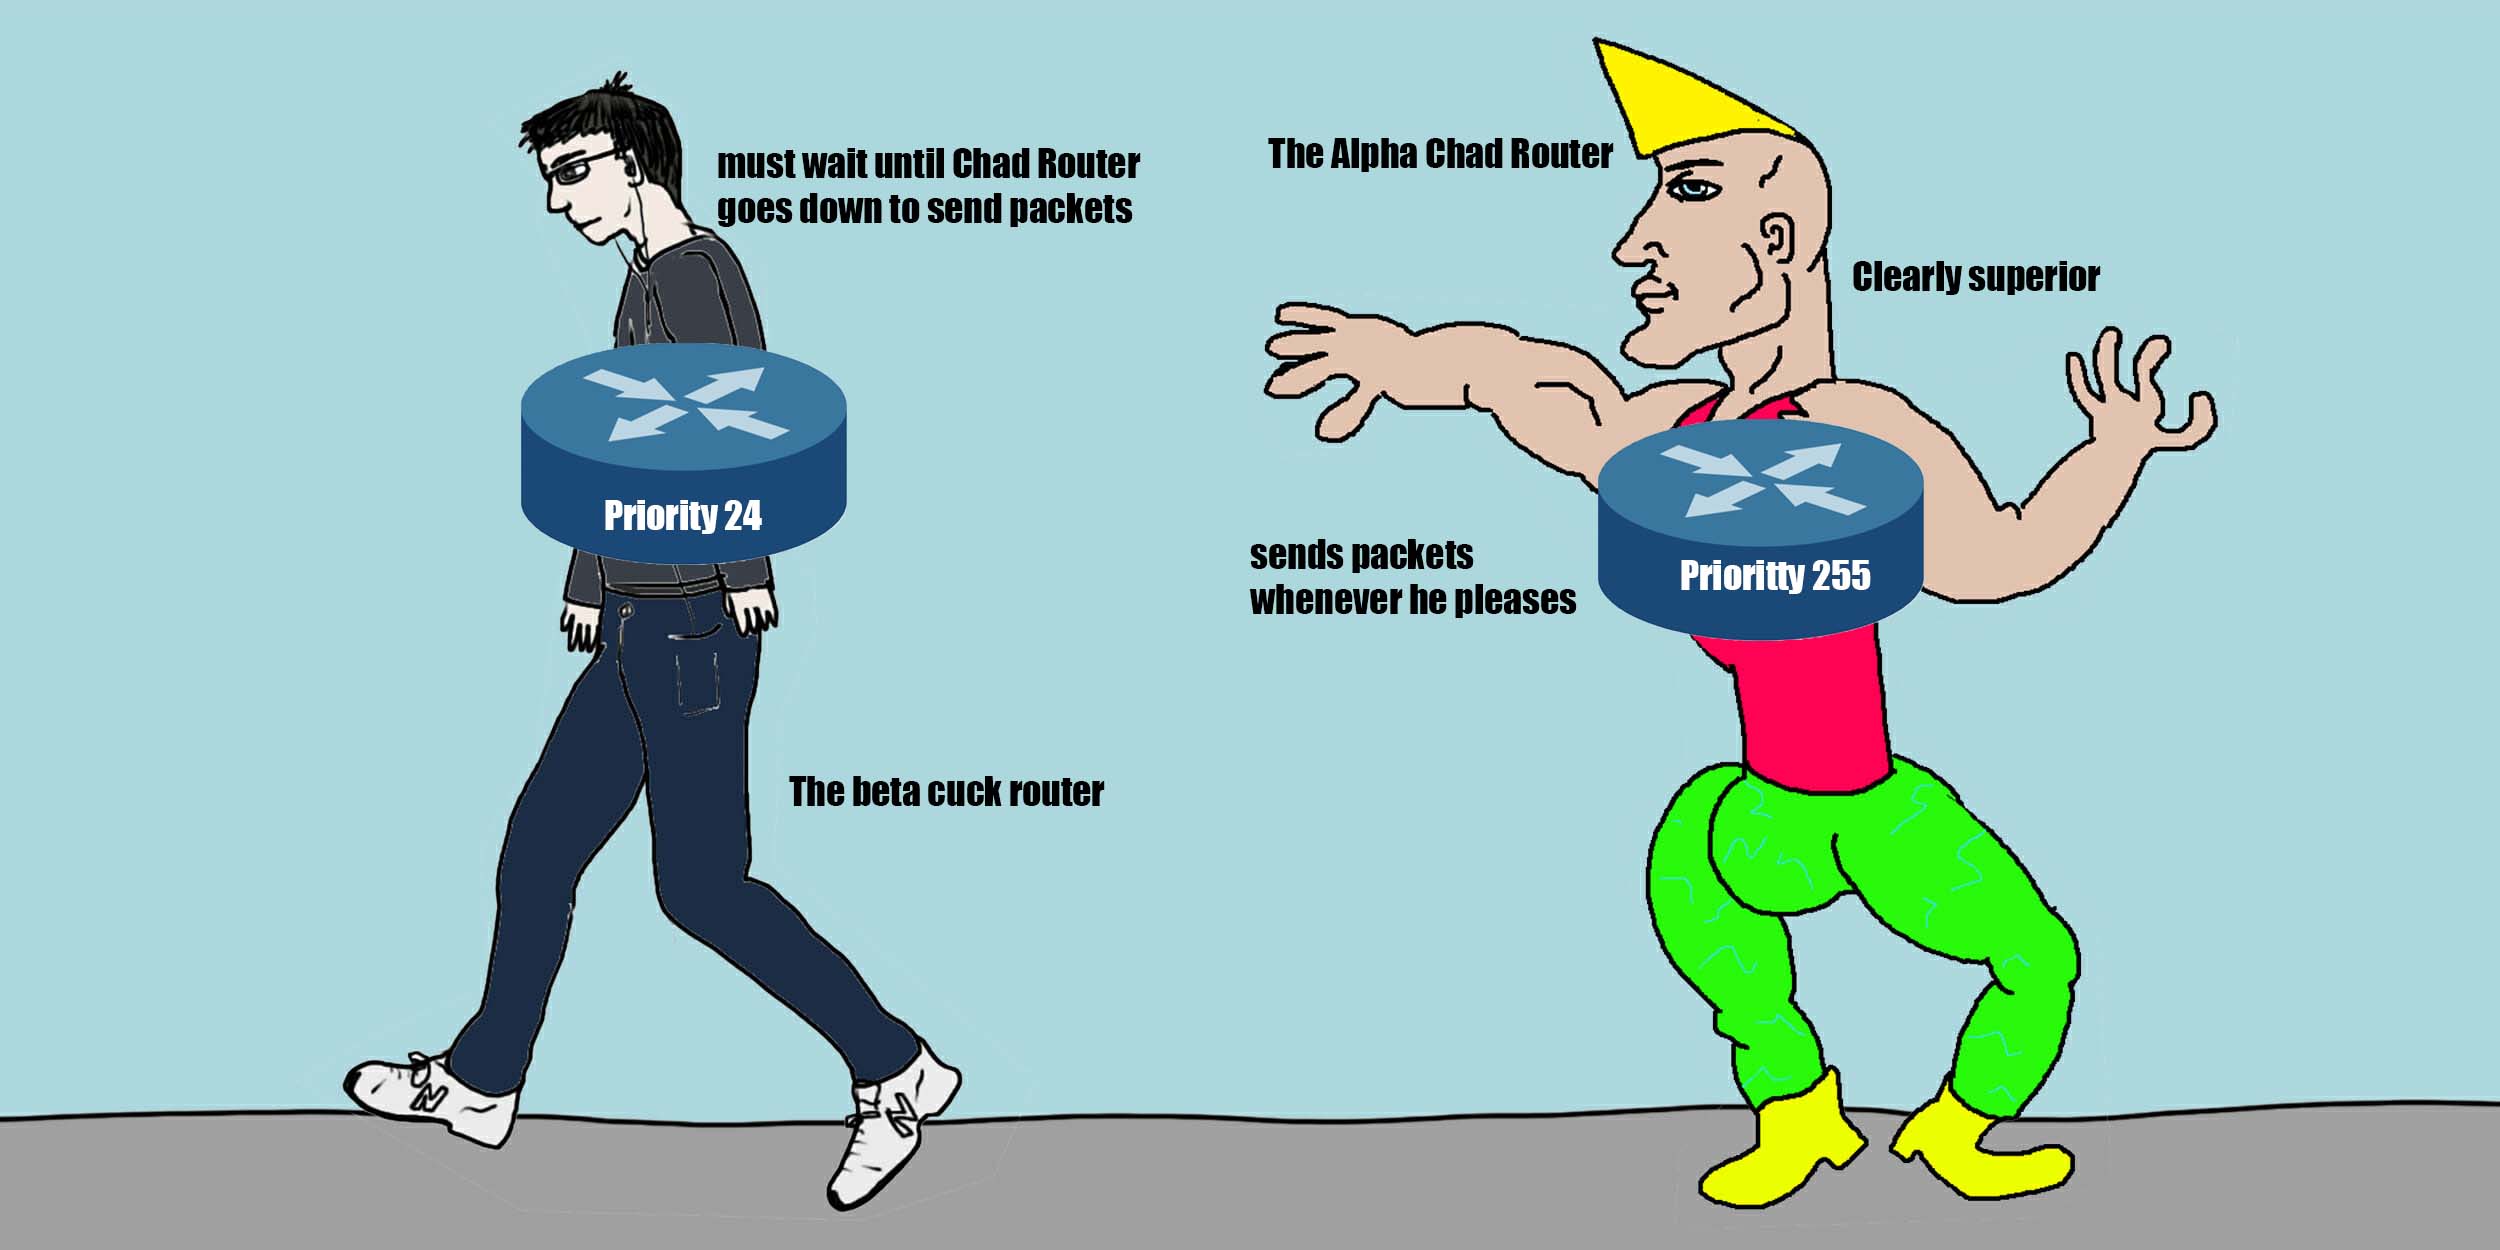 must wait until Chad Router
goes down to send packets
Priority 24
The beta cuck router
The Alpha Chad Router
Clearly superior
sends packets
whenever he pleases
Prioritty 255
N
N